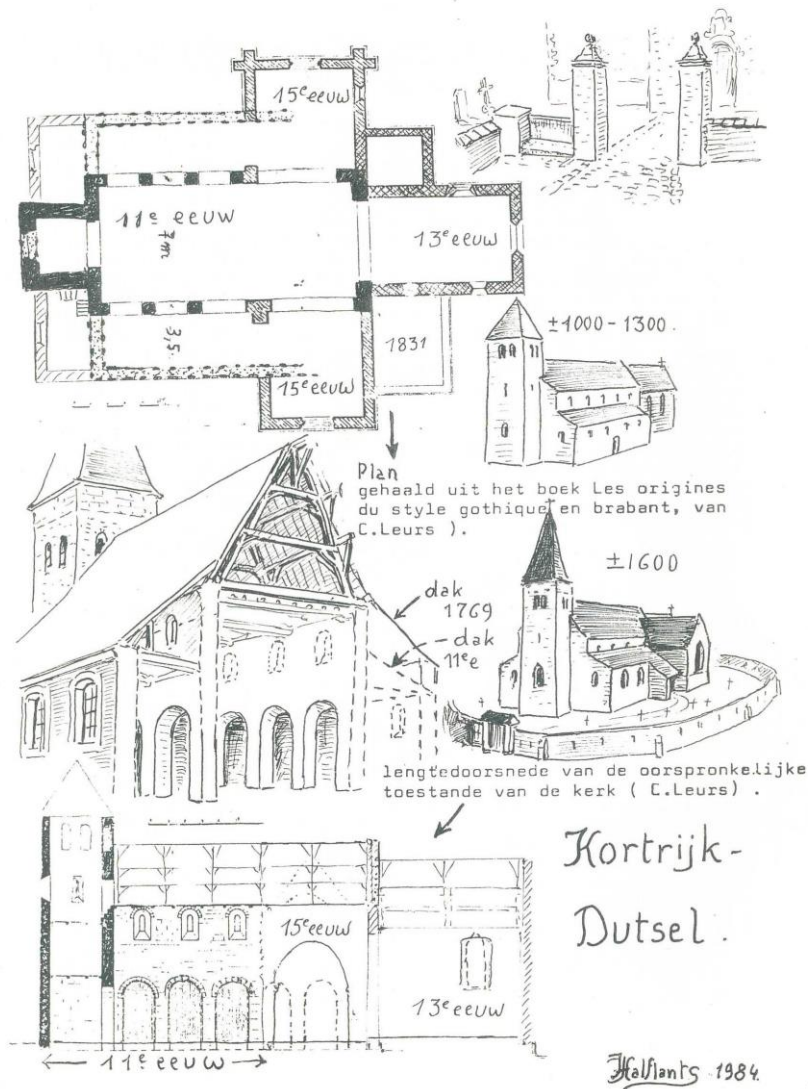 15e eeuw
11e eeuw
7m
13e eeuw
3,5
1831
15e eeuw
±1000-1300.
Plan
( gehaald uit het boek Les origines
du style gothique en brabant, van
C.Leurs ).
±1600
dak
1769
dak
11e e
lengtedoorsnede van de oorspronkelijke
toestande van de kerk ( C.Leurs) .
Kortrijk-
Dutsel.
15e eeuw
13e eeuw
11e eeuw
Halflants 1984.